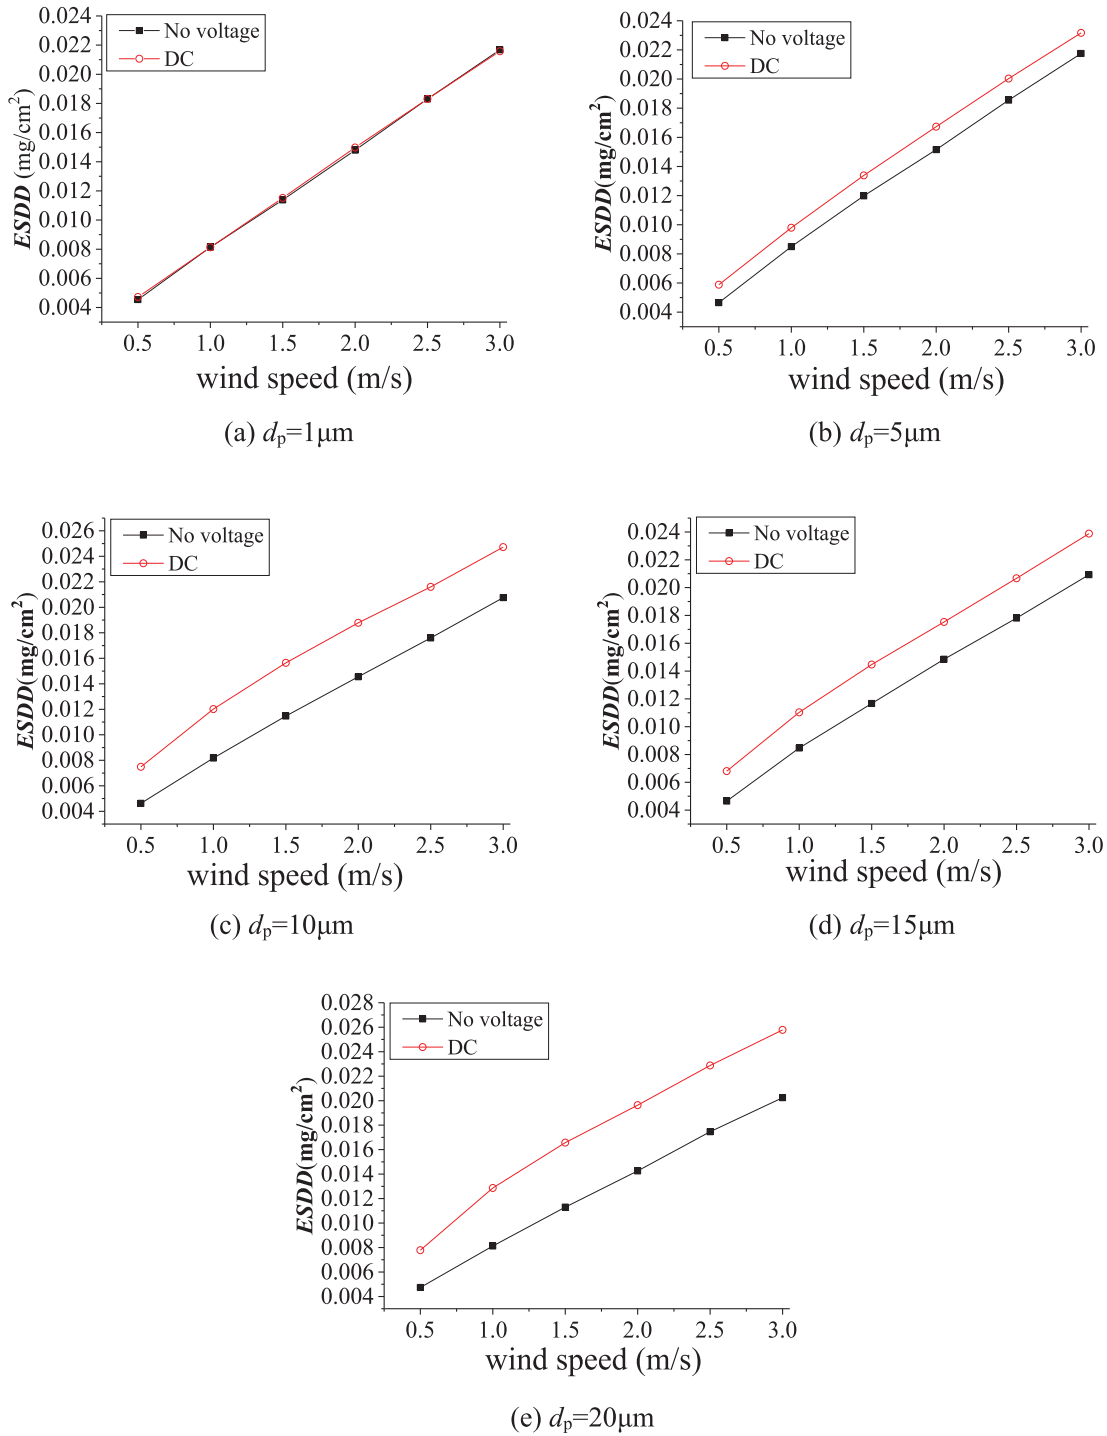 0.024
0.022
0.020
0.018
0.016
0.014
0.012
0.010
0.008
0.006
0.004
ESDD (mg/cm²)
No voltage
DC
0.5 1.0 1.5 2.0 2.5 3.0
wind speed (m/s)
(a) dp=1μm
0.024
0.022
0.020
0.018
0.016
0.014
0.012
0.010
0.008
0.006
0.004
ESDD(mg/cm²)
No voltage
DC
0.5 1.0 1.5 2.0 2.5 3.0
wind speed (m/s)
(b) dp=5μm
0.026
0.024
0.022
0.020
0.018
0.016
0.014
0.012
0.010
0.008
0.006
0.004
ESDD(mg/cm²)
No voltage
DC
0.5 1.0 1.5 2.0 2.5 3.0
wind speed (m/s)
(c) dp=10μm
0.024
0.022
0.020
0.018
0.016
0.014
0.012
0.010
0.008
0.006
0.004
ESDD(mg/cm²)
No voltage
DC
0.5 1.0 1.5 2.0 2.5 3.0
wind speed (m/s)
(d) dp=15μm
0.028
0.026
0.024
0.022
0.020
0.018
0.016
0.014
0.012
0.010
0.008
0.006
0.004
ESDD(mg/cm²)
No voltage
DC
0.5 1.0 1.5 2.0 2.5 3.0
wind speed (m/s)
(e) dp=20μm